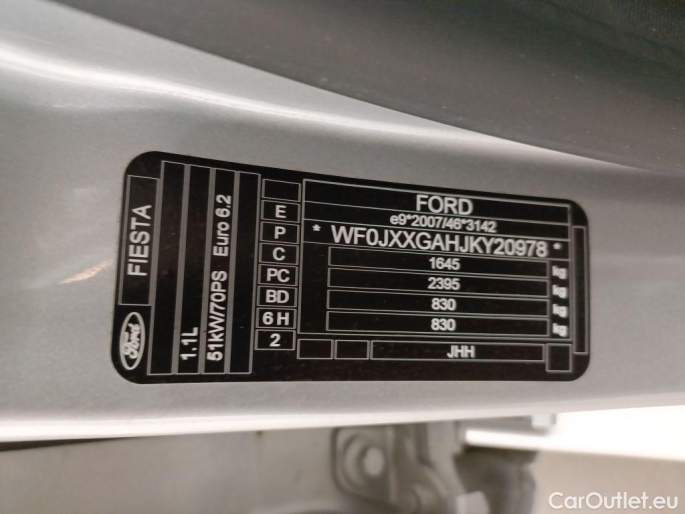 FORD
e9*2007/46*3142
* WF0JXXGAHJKY20978 *
1645 kg
2395 kg
830 kg
830 kg
JHH
E
P
C
PC
BD
6 H
2
FIESTA
1.1L
51kW/70PS Euro 6.2
Ford
CarOutlet.eu